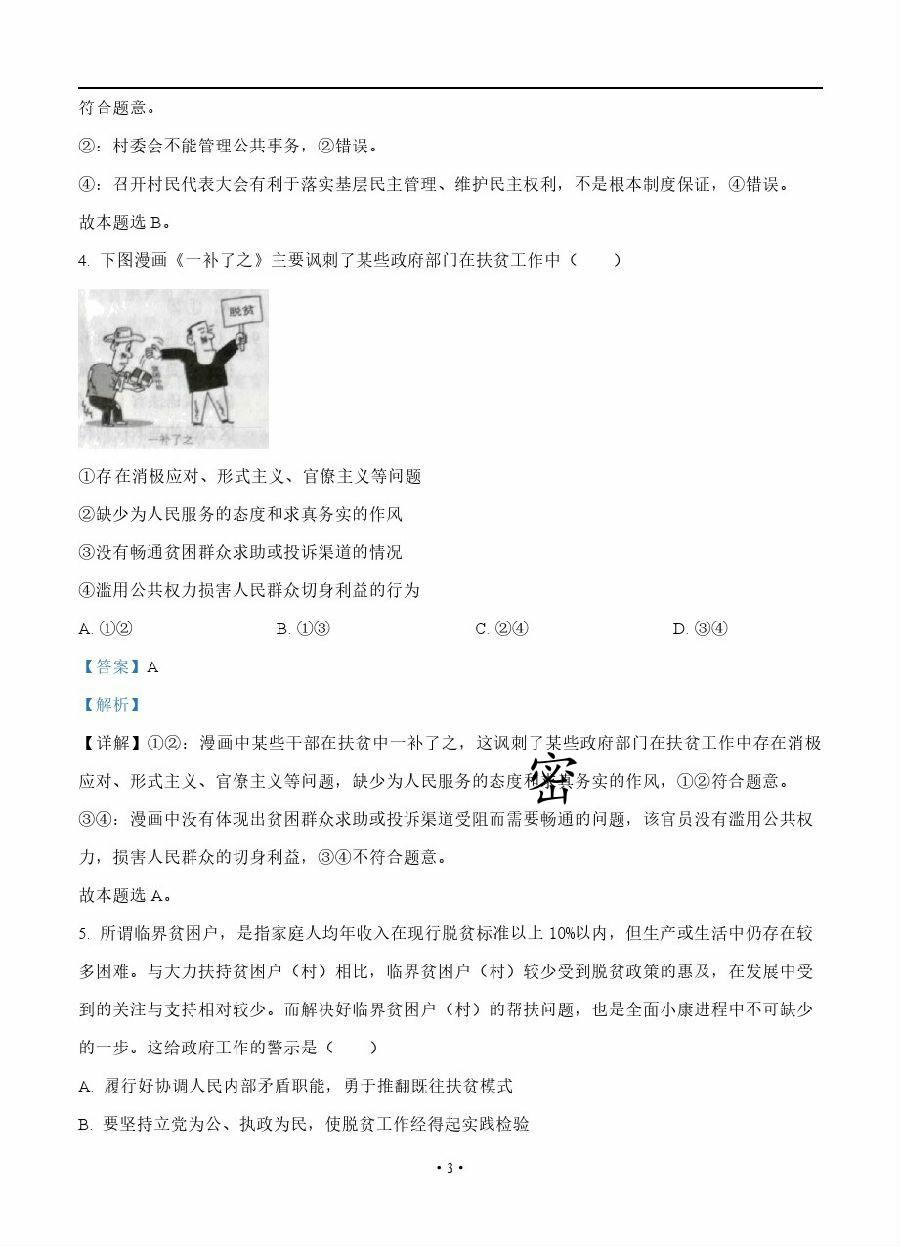 符合题意。
②：村委会不能管理公共事务，②错误。
④：召开村民代表大会有利于落实基层民主管理、维护民主权利，不是根本制度保证，④错误。
故本题选 B。
4. 下图漫画《一补了之》主要讽刺了某些政府部门在扶贫工作中（　　）
脱贫
一补了之
①存在消极应对、形式主义、官僚主义等问题
②缺少为人民服务的态度和求真务实的作风
③没有畅通贫困群众求助或投诉渠道的情况
④滥用公共权力损害人民群众切身利益的行为
A. ①② B. ①③ C. ②④ D. ③④
【答案】A
【解析】
【详解】①②：漫画中某些干部在扶贫中一补了之，这讽刺了某些政府部门在扶贫工作中存在消极
应对、形式主义、官僚主义等问题，缺少为人民服务的态度和求真务实的作风，①②符合题意。
密
③④：漫画中没有体现出贫困群众求助或投诉渠道受阻而需要畅通的问题，该官员没有滥用公共权
力，损害人民群众的切身利益，③④不符合题意。
故本题选 A。
5. 所谓临界贫困户，是指家庭人均年收入在现行脱贫标准以上 10%以内，但生产或生活中仍存在较
多困难。与大力扶持贫困户（村）相比，临界贫困户（村）较少受到脱贫政策的惠及，在发展中受
到的关注与支持相对较少。而解决好临界贫困户（村）的帮扶问题，也是全面小康进程中不可缺少
的一步。这给政府工作的警示是（　　）
A. 履行好协调人民内部矛盾职能，勇于推翻既往扶贫模式
B. 要坚持立党为公、执政为民，使脱贫工作经得起实践检验
• 3 •